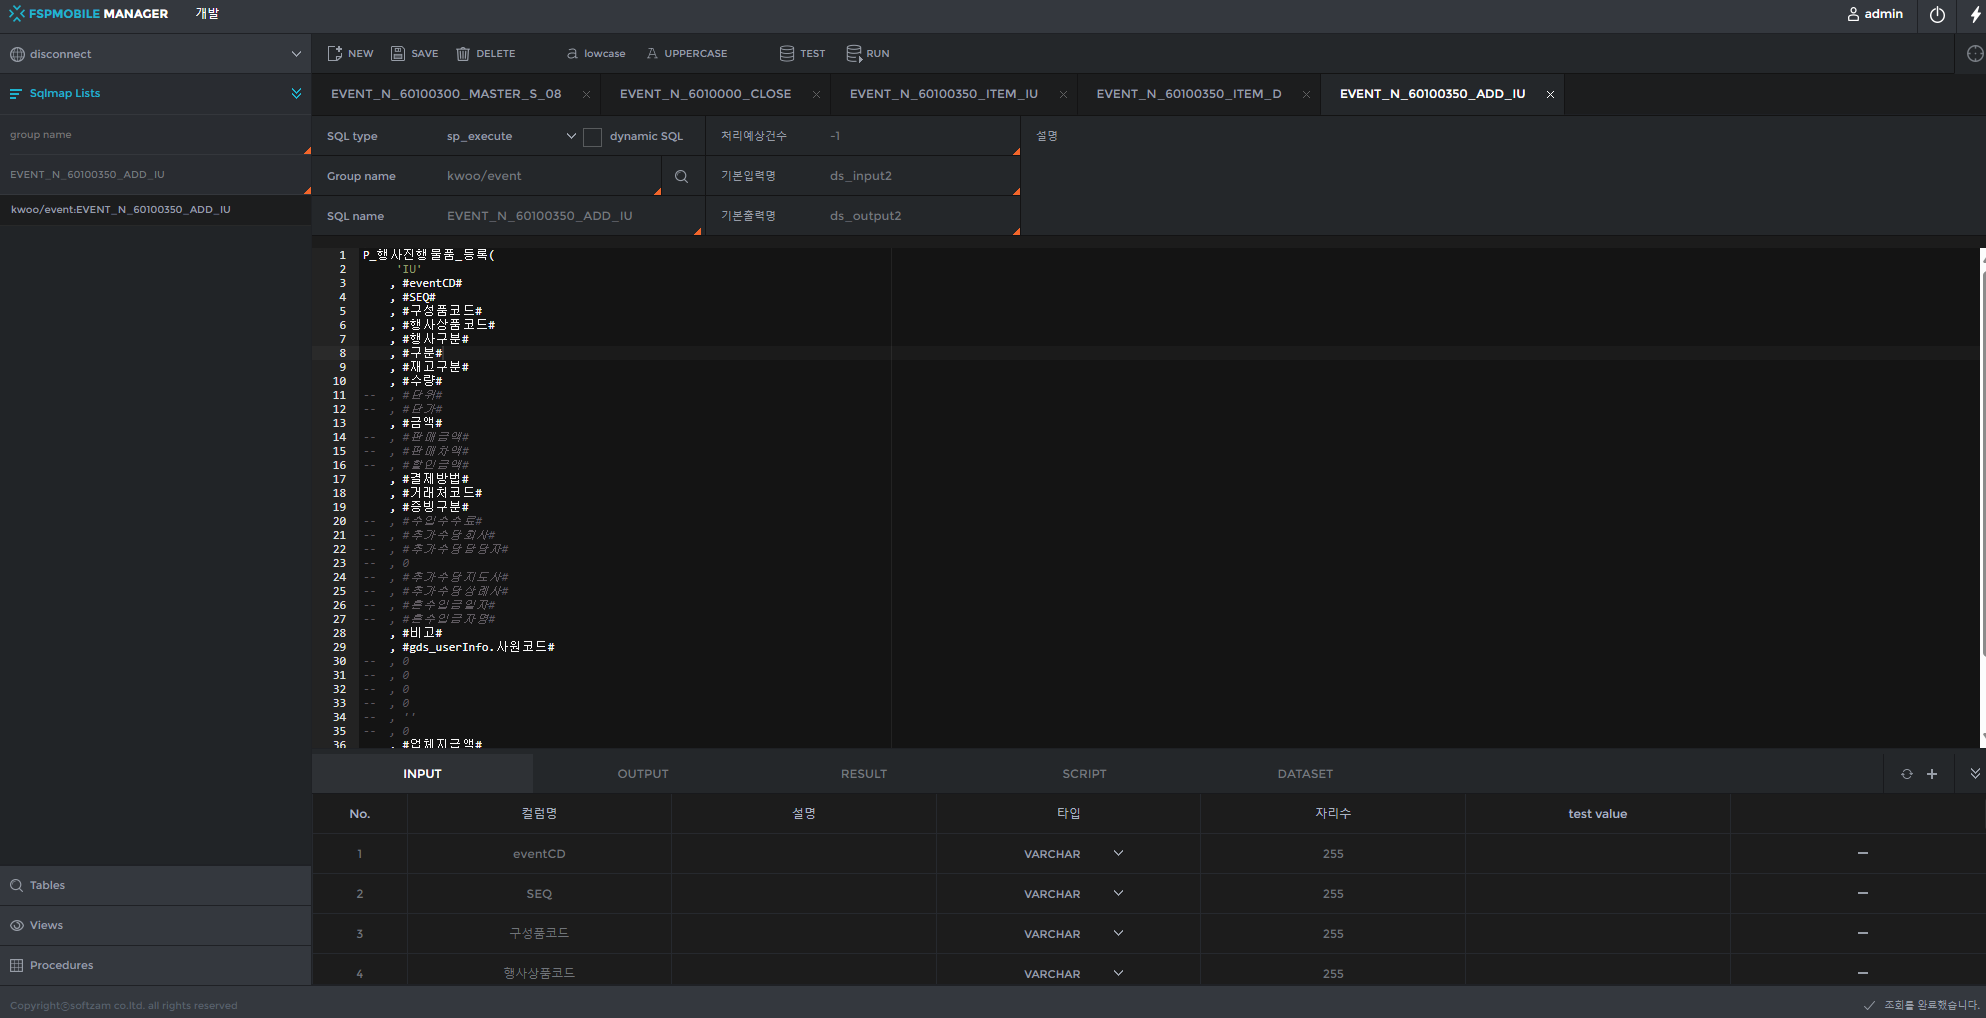 FSPMOBILE MANAGER 개발 admin
disconnect NEW SAVE DELETE lowcase UPPERCASE TEST RUN
Sqlmap Lists
EVENT_N_60100300_MASTER_S_08 EVENT_N_6010000_CLOSE EVENT_N_60100350_ITEM_IU EVENT_N_60100350_ITEM_D EVENT_N_60100350_ADD_IU
group name
EVENT_N_60100350_ADD_IU
kwoo/event:EVENT_N_60100350_ADD_IU
SQL type sp_execute dynamic SQL 처리예상건수 -1 설명
Group name kwoo/event 기본입력명 ds_input2
SQL name EVENT_N_60100350_ADD_IU 기본출력명 ds_output2
1 P_행사진행물품_등록(
2 'IU'
3 , #eventCD#
4 , #SEQ#
5 , #구성품코드#
6 , #행사상품코드#
7 , #행사구분#
8 , #구분#
9 , #재고구분#
10 , #수량#
11 -- , #단위#
12 -- , #단가#
13 , #금액#
14 -- , #판매금액#
15 -- , #판매차액#
16 -- , #할인금액#
17 , #결제방법#
18 , #거래처코드#
19 , #증빙구분#
20 -- , #수입수수료#
21 -- , #추가수당회사#
22 -- , #추가수당담당자#
23 -- , 0
24 -- , #추가수당지도사#
25 -- , #추가수당상례사#
26 -- , #혼수입금일자#
27 -- , #혼수입금자명#
28 , #비고#
29 , #gds_userInfo.사원코드#
30 -- , 0
31 -- , 0
32 -- , 0
33 -- , 0
34 -- , ''
35 -- , 0
36 , #업체지급액#
INPUT OUTPUT RESULT SCRIPT DATASET
No. 컬럼명 설명 타입 자리수 test value
1 eventCD VARCHAR 255
2 SEQ VARCHAR 255
3 구성품코드 VARCHAR 255
4 행사상품코드 VARCHAR 255
Tables
Views
Procedures
Copyrightⓒsoftzam co.ltd. all rights reserved 조회를 완료했습니다.